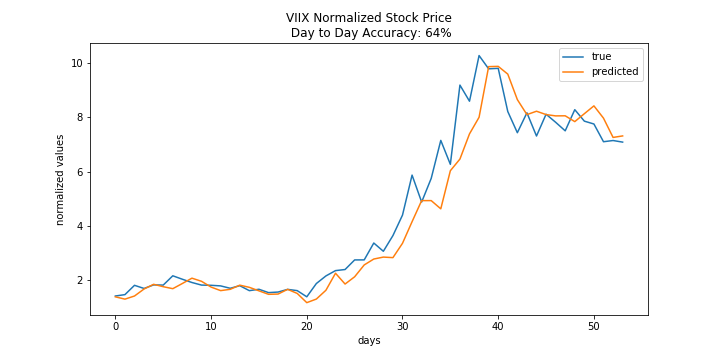 VIIX Normalized Stock Price
Day to Day Accuracy: 64%
true
predicted
normalized values
10
8
6
4
2
0
10
20
30
40
50
days